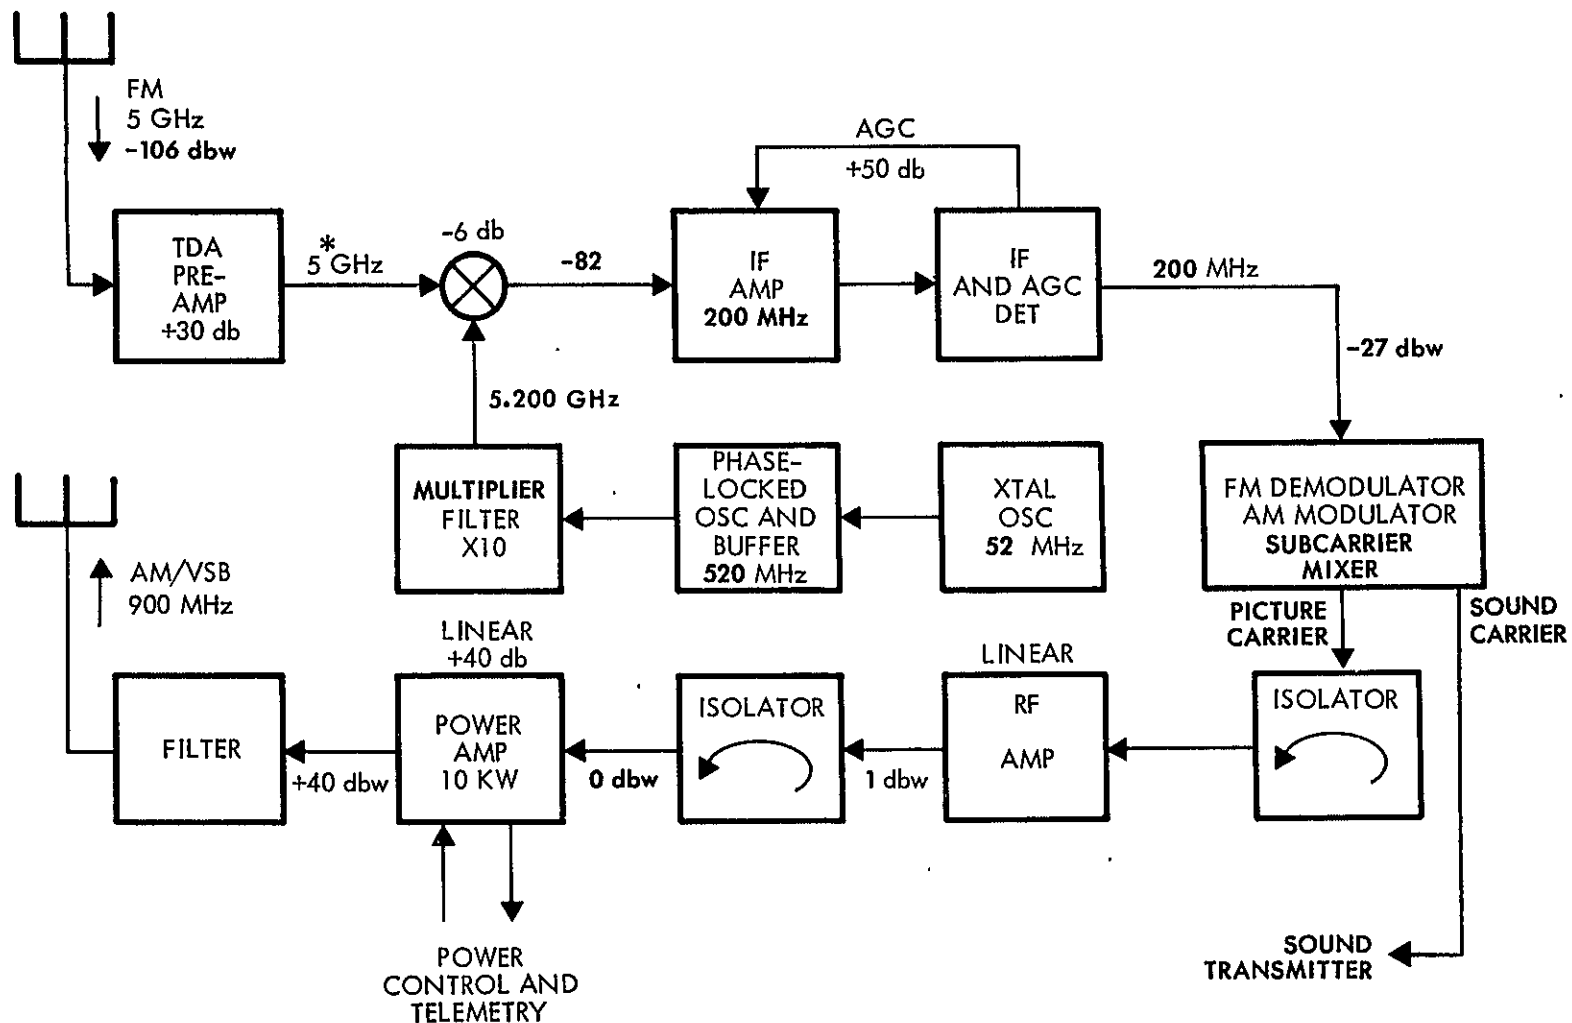 FM
5 GHz
-106 dbw
AGC
+50 db
TDA
PRE-
AMP
+30 db
*
5 GHz
-6 db
-82
IF
AMP
200 MHz
IF
AND AGC
DET
200 MHz
-27 dbw
5.200 GHz
MULTIPLIER
FILTER
X10
PHASE-
LOCKED
OSC AND
BUFFER
520 MHz
XTAL
OSC
52 MHz
FM DEMODULATOR
AM MODULATOR
SUBCARRIER
MIXER
AM/VSB
900 MHz
PICTURE
CARRIER
SOUND
CARRIER
LINEAR
+40 db
LINEAR
FILTER
+40 dbw
POWER
AMP
10 KW
0 dbw
ISOLATOR
1 dbw
RF
AMP
ISOLATOR
POWER
CONTROL AND
TELEMETRY
SOUND
TRANSMITTER